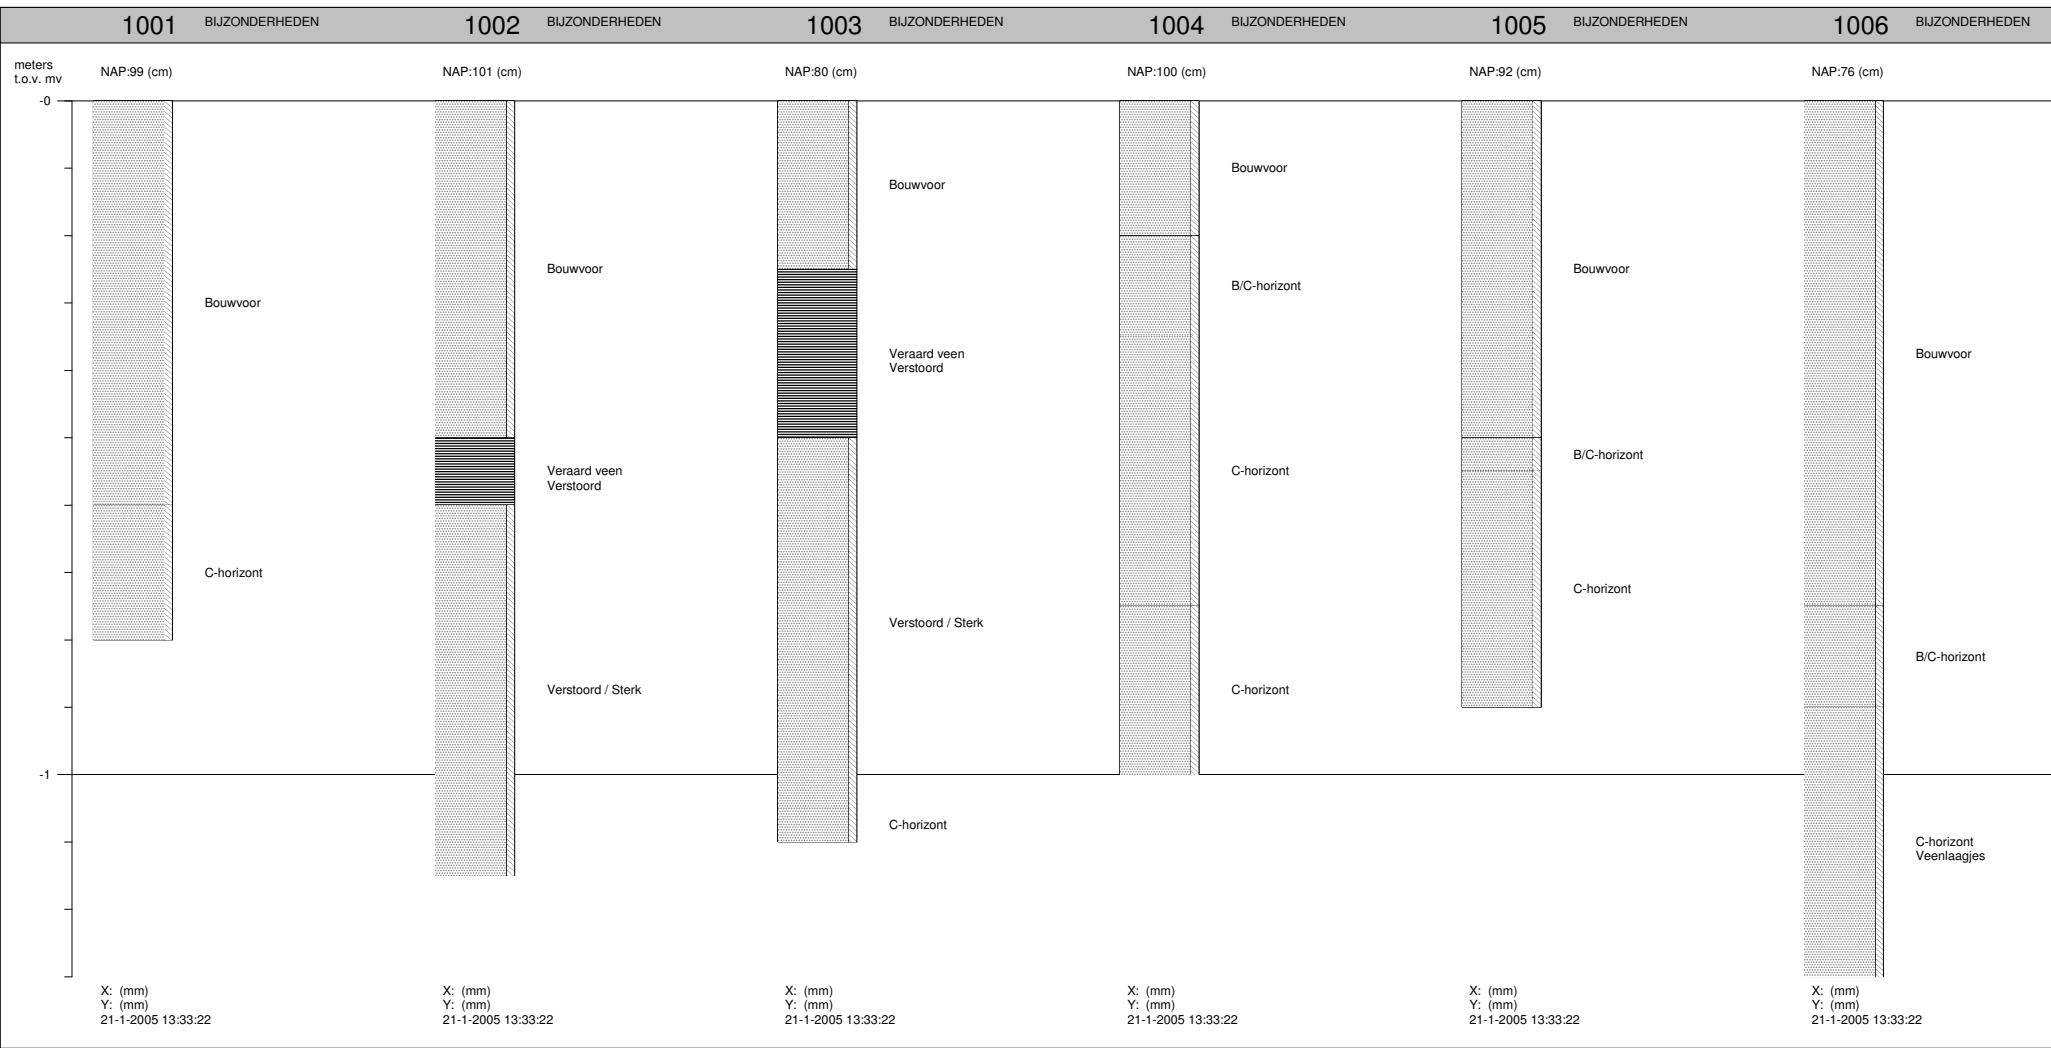 1001 BIJZONDERHEDEN 1002 BIJZONDERHEDEN 1003 BIJZONDERHEDEN 1004 BIJZONDERHEDEN 1005 BIJZONDERHEDEN 1006 BIJZONDERHEDEN
meters
t.o.v. mv
NAP:99 (cm) NAP:101 (cm) NAP:80 (cm) NAP:100 (cm) NAP:92 (cm) NAP:76 (cm)
-0
-1
Bouwvoor
C-horizont
Bouwvoor
Veraard veen
Verstoord
Verstoord / Sterk
Bouwvoor
Veraard veen
Verstoord
Verstoord / Sterk
C-horizont
Bouwvoor
B/C-horizont
C-horizont
C-horizont
Bouwvoor
B/C-horizont
C-horizont
Bouwvoor
B/C-horizont
C-horizont
Veenlaagjes
X: (mm) X: (mm) X: (mm) X: (mm) X: (mm) X: (mm)
Y: (mm) Y: (mm) Y: (mm) Y: (mm) Y: (mm) Y: (mm)
21-1-2005 13:33:22 21-1-2005 13:33:22 21-1-2005 13:33:22 21-1-2005 13:33:22 21-1-2005 13:33:22 21-1-2005 13:33:22